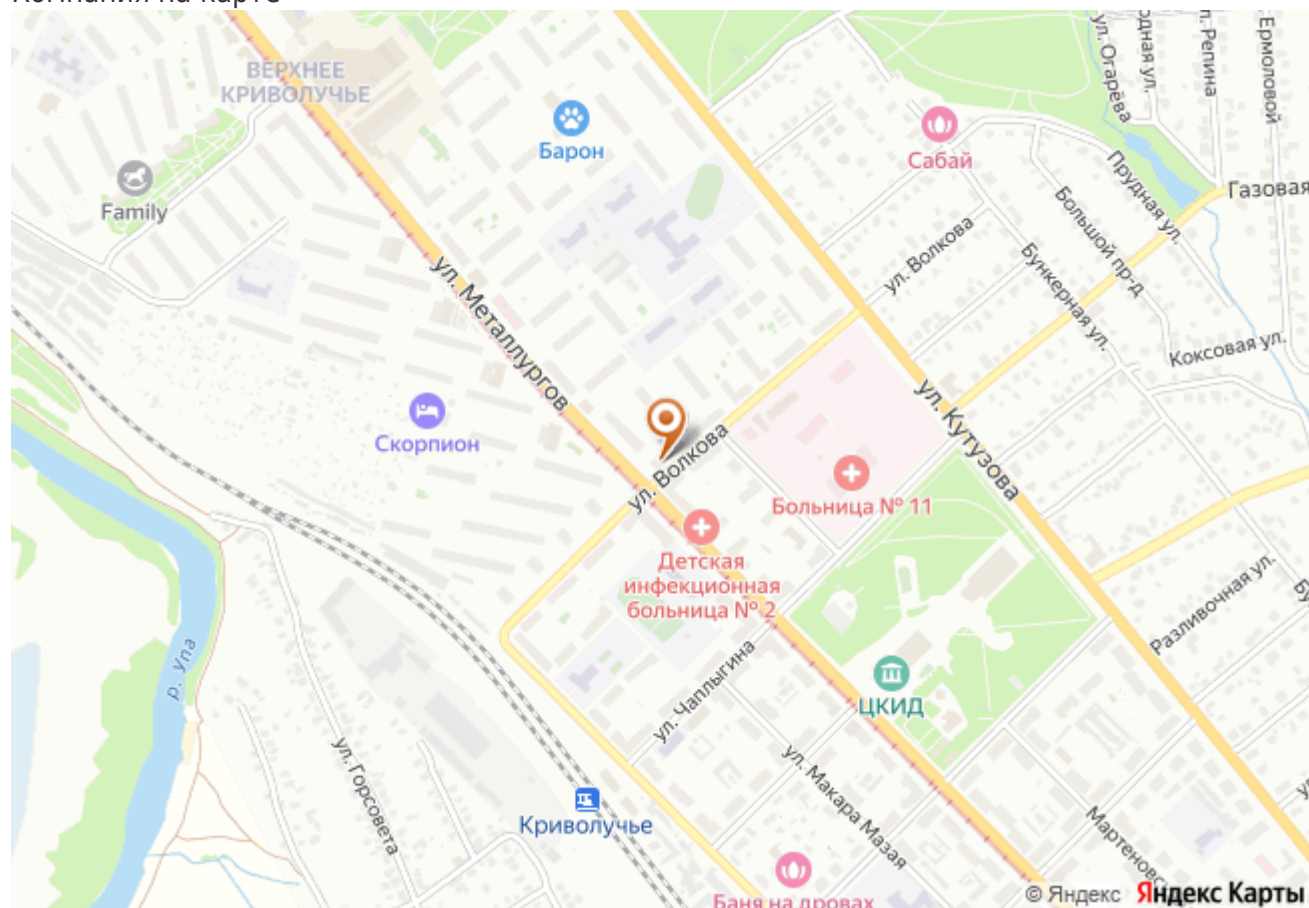 ВЕРХНЕЕ
КРИВОЛУЧЬЕ
Барон
Family
Сабай
ул. Огарёва
Репина
Ермоловой
Прудная ул.
Газовая
Большой пр-д
ул. Волкова
Бункерная ул.
Коксовая ул.
ул. Металлургов
Скорпион
ул. Кутузова
ул. Волкова
Больница № 11
Детская
инфекционная
больница № 2
Разливочная ул.
р. Упа
ул. Чаплыгина
ЦКИД
ул. Горсовета
ул. Макара Мазая
Криволучье
Баня на дровах
© Яндекс Яндекс Карты